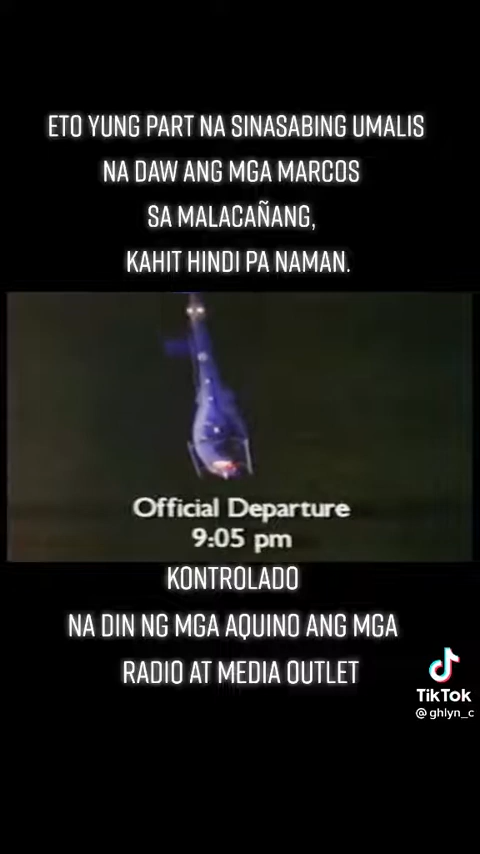 ETO YUNG PART NA SINASABING UMALIS
NA DAW ANG MGA MARCOS
SA MALACAÑANG,
KAHIT HINDI PA NAMAN.
Official Departure
9:05 pm
KONTROLADO
NA DIN NG MGA AQUINO ANG MGA
RADIO AT MEDIA OUTLET
TikTok
@ghlyn_c